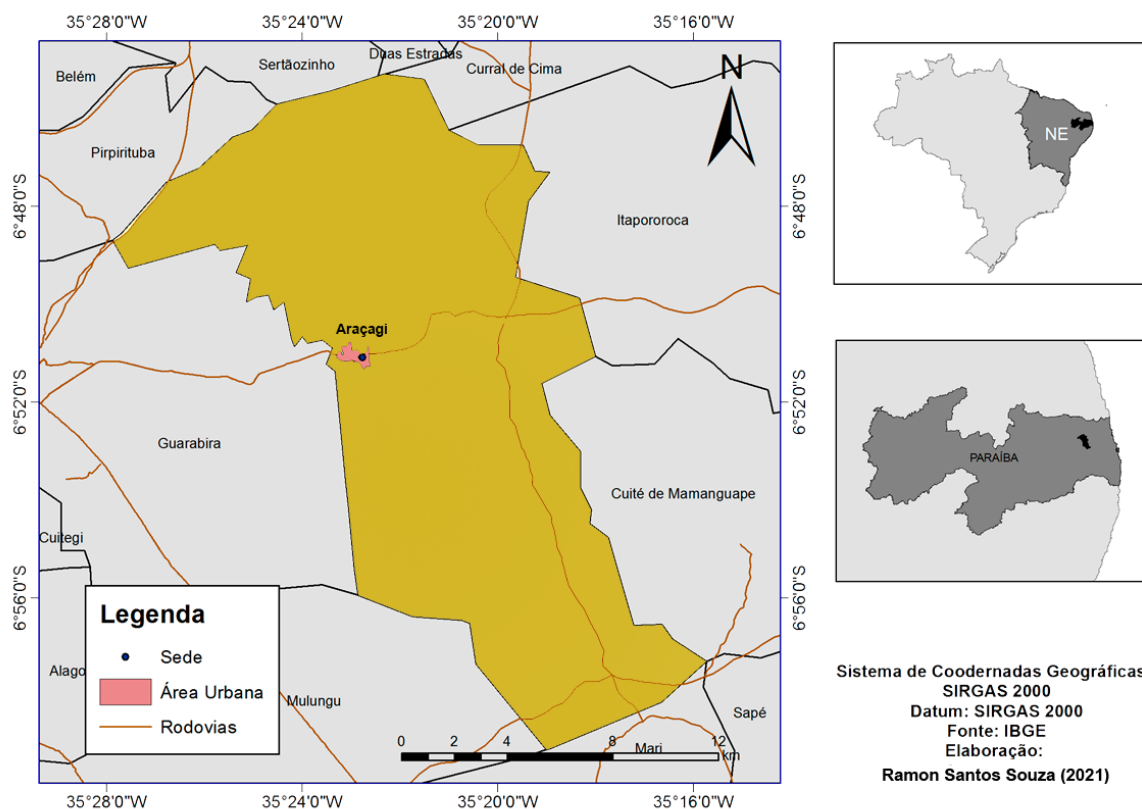 35°28'0"W 35°24'0"W 35°20'0"W 35°16'0"W
Duas Estradas
Sertãozinho
Curral de Cima
Belém
N
Pirpirituba
Itapororoca
6°48'0"S
6°48'0"S
Araçagi
6°52'0"S
6°52'0"S
Guarabira
Cuité de Mamanguape
Cuitegi
6°56'0"S
6°56'0"S
Legenda
Sede
Área Urbana
Rodovias
Alago
Mulungu
Sapé
Mari
0 2 4 8 12
km
35°28'0"W 35°24'0"W 35°20'0"W 35°16'0"W
NE
PARAÍBA
Sistema de Coodernadas Geográficas
SIRGAS 2000
Datum: SIRGAS 2000
Fonte: IBGE
Elaboração:
Ramon Santos Souza (2021)